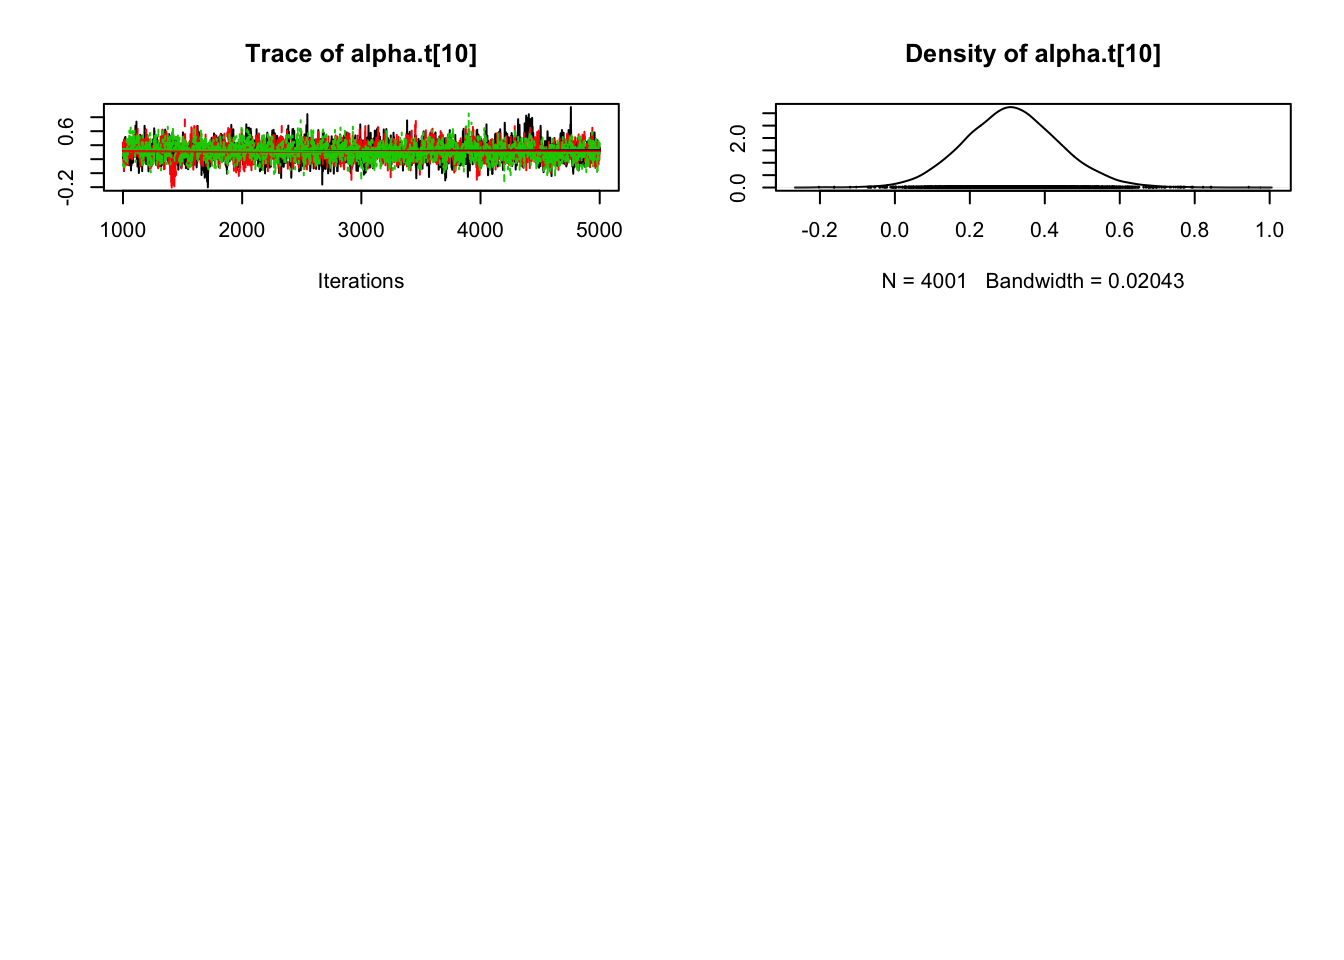 Trace of alpha.t[10]
0.6
-0.2
1000 2000 3000 4000 5000
Iterations
Density of alpha.t[10]
2.0
0.0
-0.2 0.0 0.2 0.4 0.6 0.8 1.0
N = 4001 Bandwidth = 0.02043